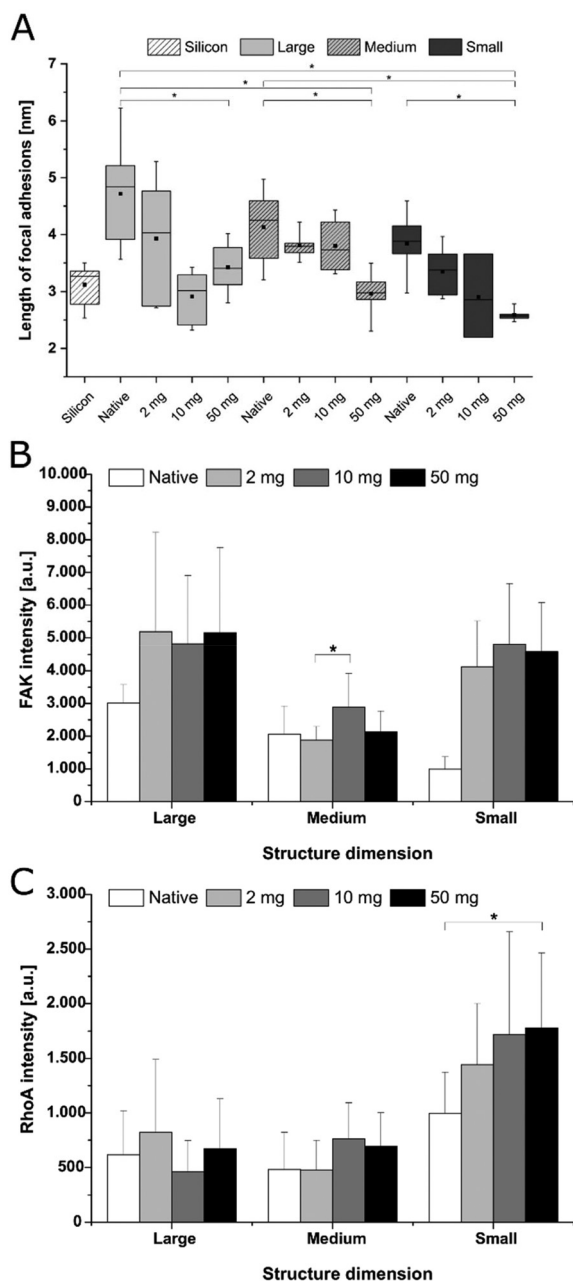 A
Silicon Large Medium Small
* 
* *
* * *
Length of focal adhesions [nm]
7
6
5
4
3
2
Silicon Native 2 mg 10 mg 50 mg Native 2 mg 10 mg 50 mg Native 2 mg 10 mg 50 mg
B
Native 2 mg 10 mg 50 mg
FAK intensity [a.u.]
10.000
9.000
8.000
7.000
6.000
5.000
4.000
3.000
2.000
1.000
0
*
Large Medium Small
Structure dimension
C
Native 2 mg 10 mg 50 mg
RhoA intensity [a.u.]
3.000
2.500
2.000
1.500
1.000
500
0
*
Large Medium Small
Structure dimension